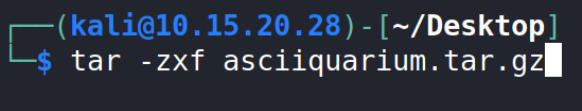 ┌──(kali@10.15.20.28)-[~/Desktop]
└─$ tar -zxf asciiquarium.tar.gz